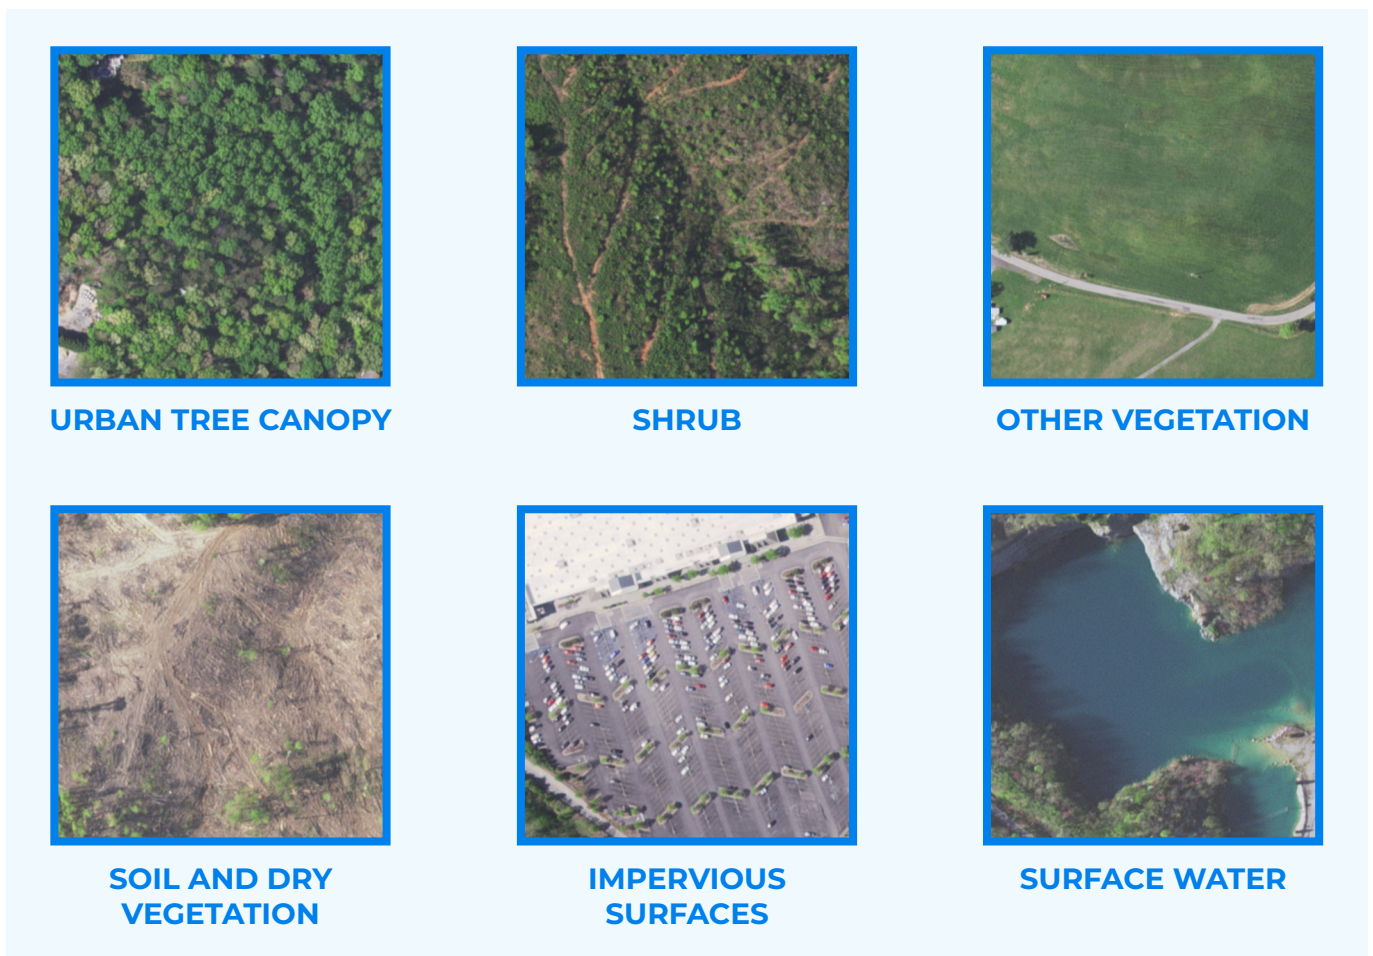 URBAN TREE CANOPY
SHRUB
OTHER VEGETATION
SOIL AND DRY
VEGETATION
IMPERVIOUS
SURFACES
SURFACE WATER